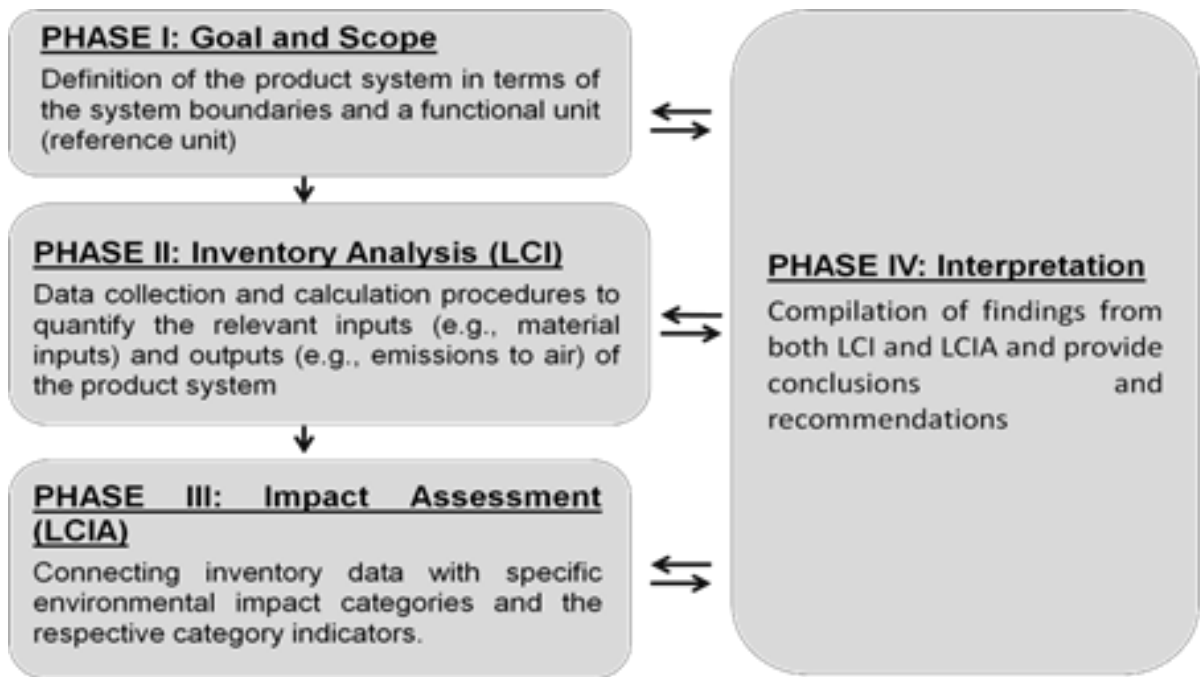 PHASE I: Goal and Scope
Definition of the product system in terms of
the system boundaries and a functional unit
(reference unit)
PHASE II: Inventory Analysis (LCI)
Data collection and calculation procedures to
quantify the relevant inputs (e.g., material
inputs) and outputs (e.g., emissions to air) of
the product system
PHASE III: Impact Assessment
(LCIA)
Connecting inventory data with specific
environmental impact categories and the
respective category indicators.
PHASE IV: Interpretation
Compilation of findings from
both LCI and LCIA and provide
conclusions and
recommendations